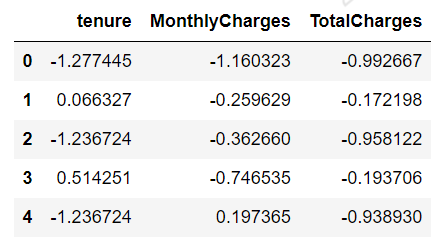 tenure MonthlyCharges TotalCharges
0 -1.277445 -1.160323 -0.992667
1 0.066327 -0.259629 -0.172198
2 -1.236724 -0.362660 -0.958122
3 0.514251 -0.746535 -0.193706
4 -1.236724 0.197365 -0.938930